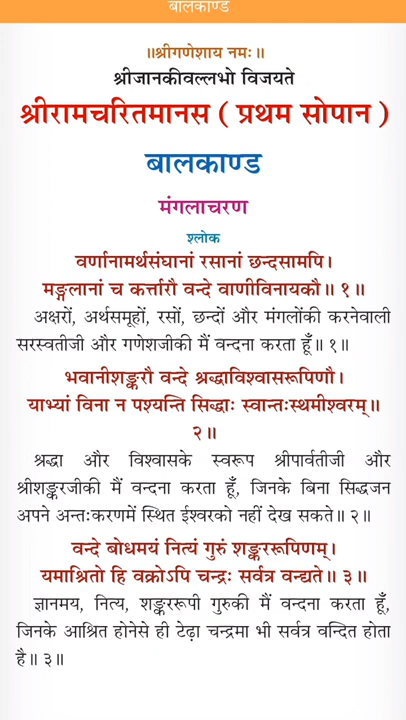 बालकाण्ड
॥श्रीगणेशाय नमः॥
श्रीजानकीवल्लभो विजयते
श्रीरामचरितमानस ( प्रथम सोपान )
बालकाण्ड
मंगलाचरण
श्लोक
वर्णानामर्थसंघानां रसानां छन्दसामपि।
मङ्गलानां च कर्त्तारौ वन्दे वाणीविनायकौ॥ १॥
अक्षरों, अर्थसमूहों, रसों, छन्दों और मंगलोंकी करनेवाली
सरस्वतीजी और गणेशजीकी मैं वन्दना करता हूँ॥ १॥
भवानीशङ्करौ वन्दे श्रद्धाविश्वासरूपिणौ।
याभ्यां विना न पश्यन्ति सिद्धाः स्वान्तःस्थमीश्वरम्॥
२॥
श्रद्धा और विश्वासके स्वरूप श्रीपार्वतीजी और
श्रीशङ्करजीकी मैं वन्दना करता हूँ, जिनके बिना सिद्धजन
अपने अन्तःकरणमें स्थित ईश्वरको नहीं देख सकते॥ २॥
वन्दे बोधमयं नित्यं गुरुं शङ्कररूपिणम्।
यमाश्रितो हि वक्रोऽपि चन्द्रः सर्वत्र वन्द्यते॥ ३॥
ज्ञानमय, नित्य, शङ्कररूपी गुरुकी मैं वन्दना करता हूँ,
जिनके आश्रित होनेसे ही टेढ़ा चन्द्रमा भी सर्वत्र वन्दित होता
है॥ ३॥